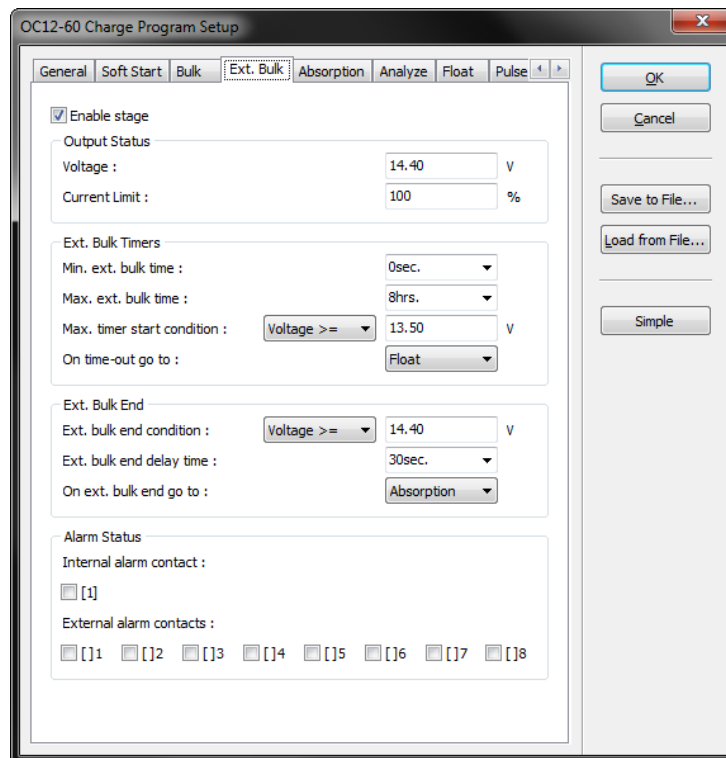 OC12-60 Charge Program Setup
General Soft Start Bulk Ext. Bulk Absorption Analyze Float Pulse
OK
Cancel
Save to File...
Load from File...
Simple
Enable stage
Output Status
Voltage : 14.40 V
Current Limit : 100 %
Ext. Bulk Timers
Min. ext. bulk time : 0sec.
Max. ext. bulk time : 8hrs.
Max. timer start condition : Voltage >= 13.50 V
On time-out go to : Float
Ext. Bulk End
Ext. bulk end condition : Voltage >= 14.40 V
Ext. bulk end delay time : 30sec.
On ext. bulk end go to : Absorption
Alarm Status
Internal alarm contact :
[1]
External alarm contacts :
[ ]1 [ ]2 [ ]3 [ ]4 [ ]5 [ ]6 [ ]7 [ ]8